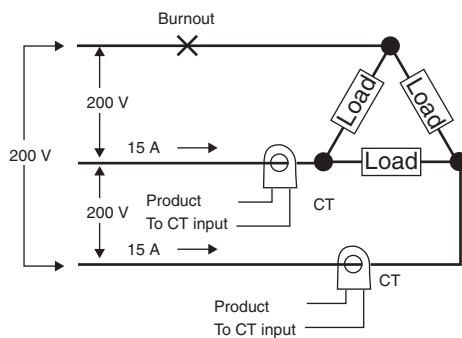 Burnout
200 V
Load
Load
200 V
15 A
Load
Product
To CT input
CT
200 V
15 A
CT
Product
To CT input